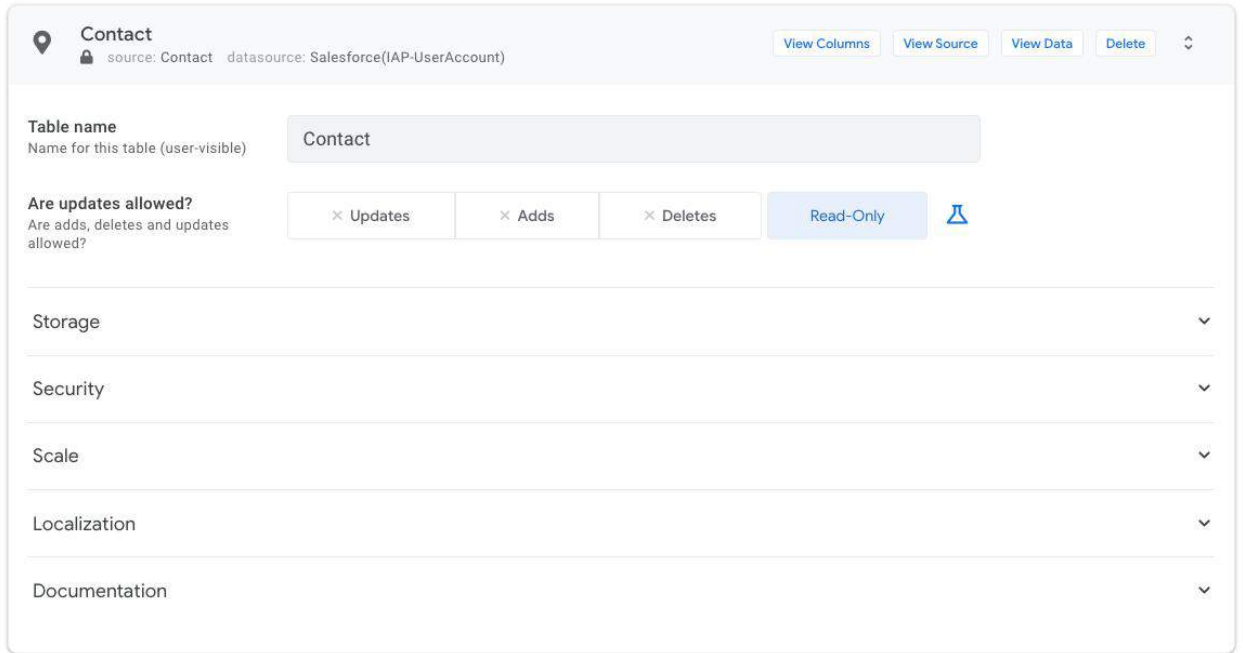 Contact
source: Contact datasource: Salesforce(IAP-UserAccount)
View Columns View Source View Data Delete
Table name
Name for this table (user-visible)
Contact
Are updates allowed?
Are adds, deletes and updates
allowed?
× Updates × Adds × Deletes Read-Only
Storage
Security
Scale
Localization
Documentation